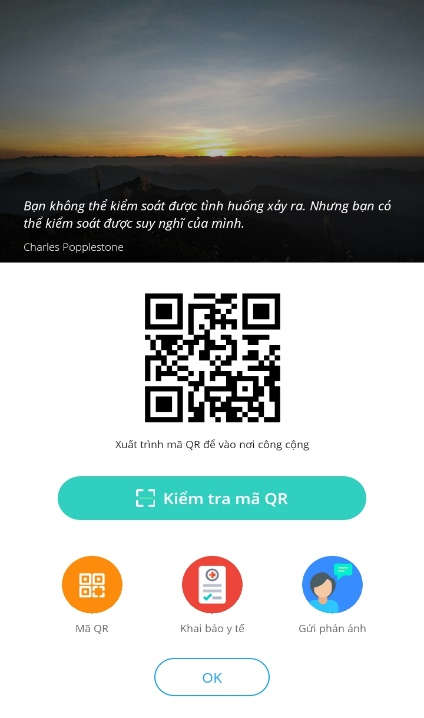 Bạn không thể kiểm soát được tình huống xảy ra. Nhưng bạn có
thể kiểm soát được suy nghĩ của mình.
Charles Popplestone
Xuất trình mã QR để vào nơi công cộng
Kiểm tra mã QR
Mã QR
Khai báo y tế
Gửi phản ánh
OK